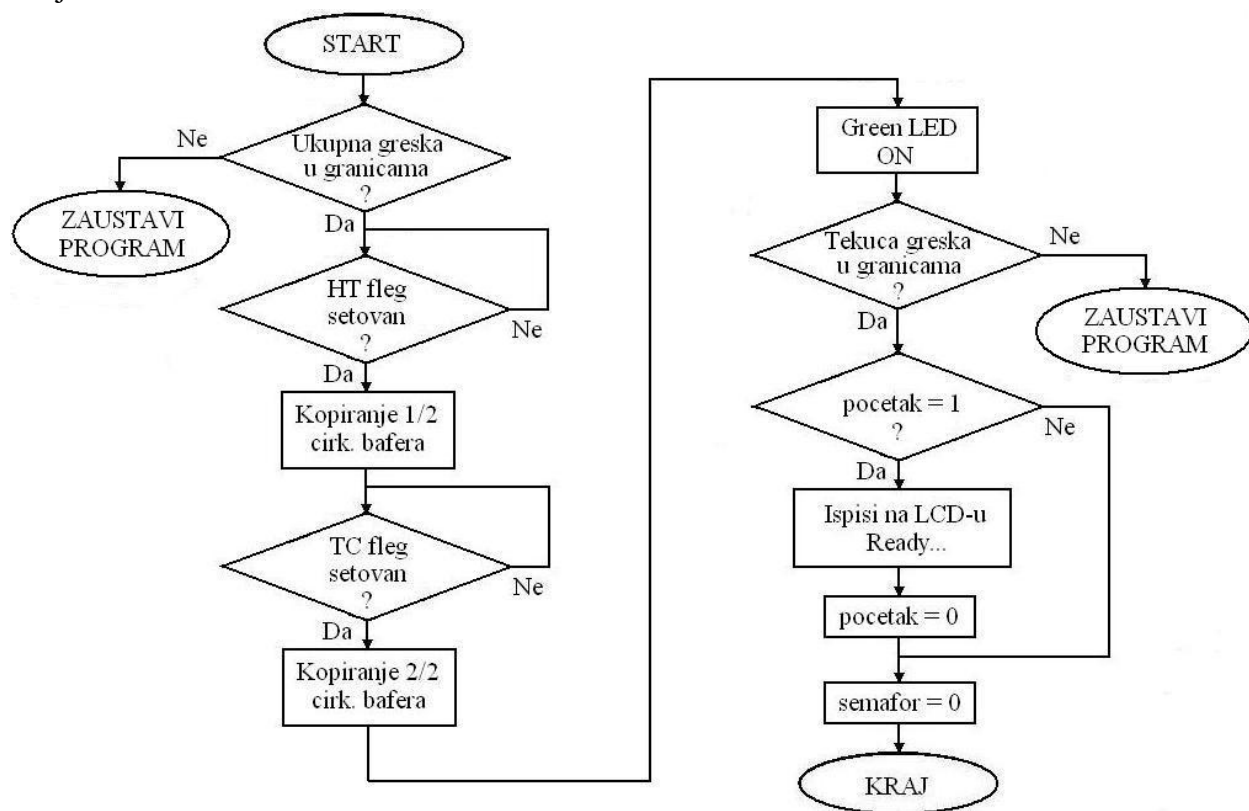 START
Ne
Ukupna greska
u granicama
?
ZAUSTAVI
PROGRAM
Da
HT fleg
setovan
?
Ne
Da
Kopiranje 1/2
cirk. bafera
TC fleg
setovan
?
Ne
Da
Kopiranje 2/2
cirk. bafera
Green LED
ON
Tekuca greska
u granicama
?
Ne
ZAUSTAVI
PROGRAM
Da
pocetak = 1
?
Ne
Da
Ispisi na LCD-u
Ready...
pocetak = 0
semafor = 0
KRAJ